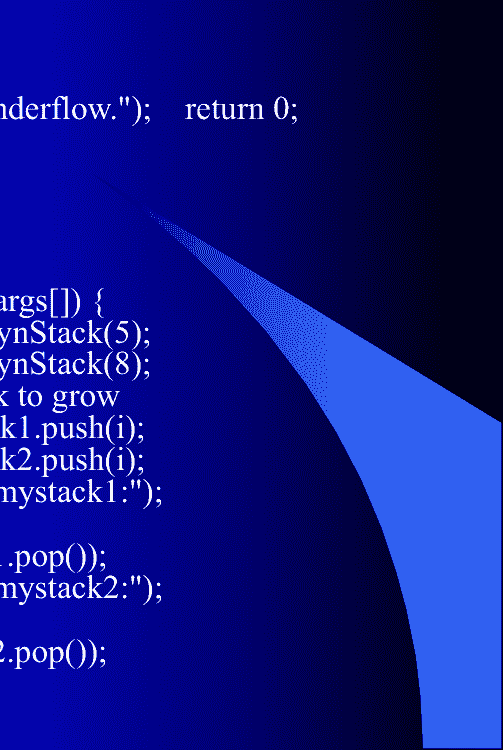 nderflow."); return 0;
args[]) {
ynStack(5);
ynStack(8);
k to grow
k1.push(i);
k2.push(i);
mystack1:");
.pop());
mystack2:");
2.pop());